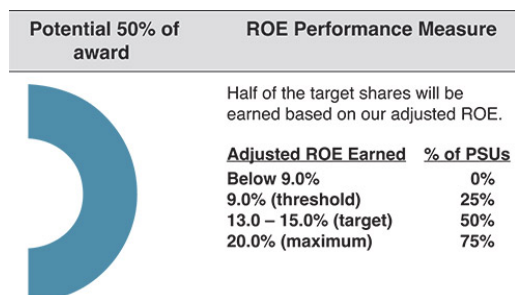 Potential 50% of
award
ROE Performance Measure
Half of the target shares will be
earned based on our adjusted ROE.
Adjusted ROE Earned % of PSUs
Below 9.0% 0%
9.0% (threshold) 25%
13.0 – 15.0% (target) 50%
20.0% (maximum) 75%